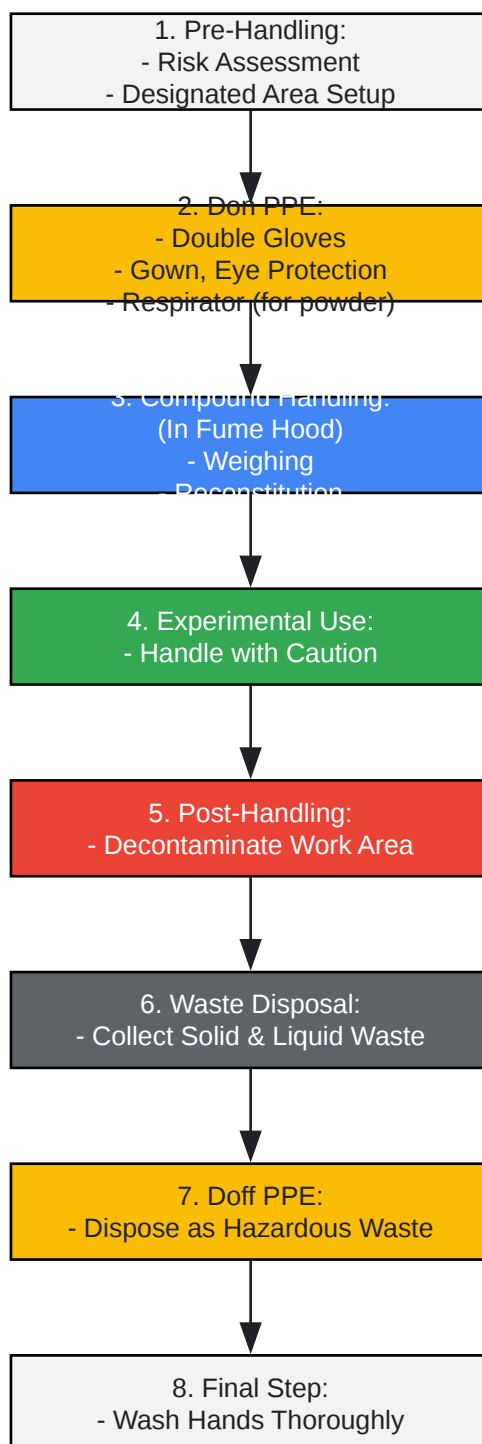 1. Pre-Handling:
- Risk Assessment
- Designated Area Setup
2. Don PPE:
- Double Gloves
- Gown, Eye Protection
- Respirator (for powder)
3. Compound Handling:
(In Fume Hood)
- Weighing
- Reconstitution
4. Experimental Use:
- Handle with Caution
5. Post-Handling:
- Decontaminate Work Area
6. Waste Disposal:
- Collect Solid & Liquid Waste
7. Doff PPE:
- Dispose as Hazardous Waste
8. Final Step:
- Wash Hands Thoroughly